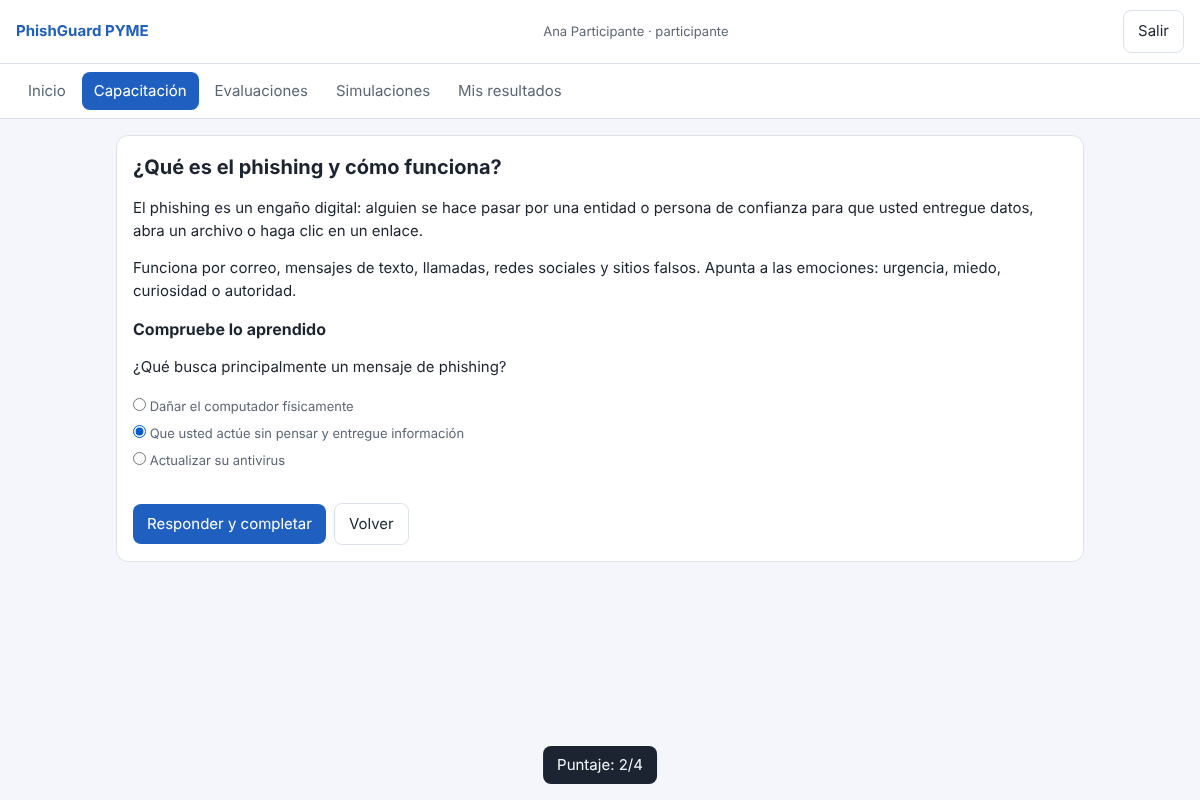 PhishGuard PYME
Ana Participante · participante
Salir
Inicio
Capacitación
Evaluaciones
Simulaciones
Mis resultados
¿Qué es el phishing y cómo funciona?
El phishing es un engaño digital: alguien se hace pasar por una entidad o persona de confianza para que usted entregue datos,
abra un archivo o haga clic en un enlace.
Funciona por correo, mensajes de texto, llamadas, redes sociales y sitios falsos. Apunta a las emociones: urgencia, miedo,
curiosidad o autoridad.
Compruebe lo aprendido
¿Qué busca principalmente un mensaje de phishing?
Dañar el computador físicamente
Que usted actúe sin pensar y entregue información
Actualizar su antivirus
Responder y completar
Volver
Puntaje: 2/4